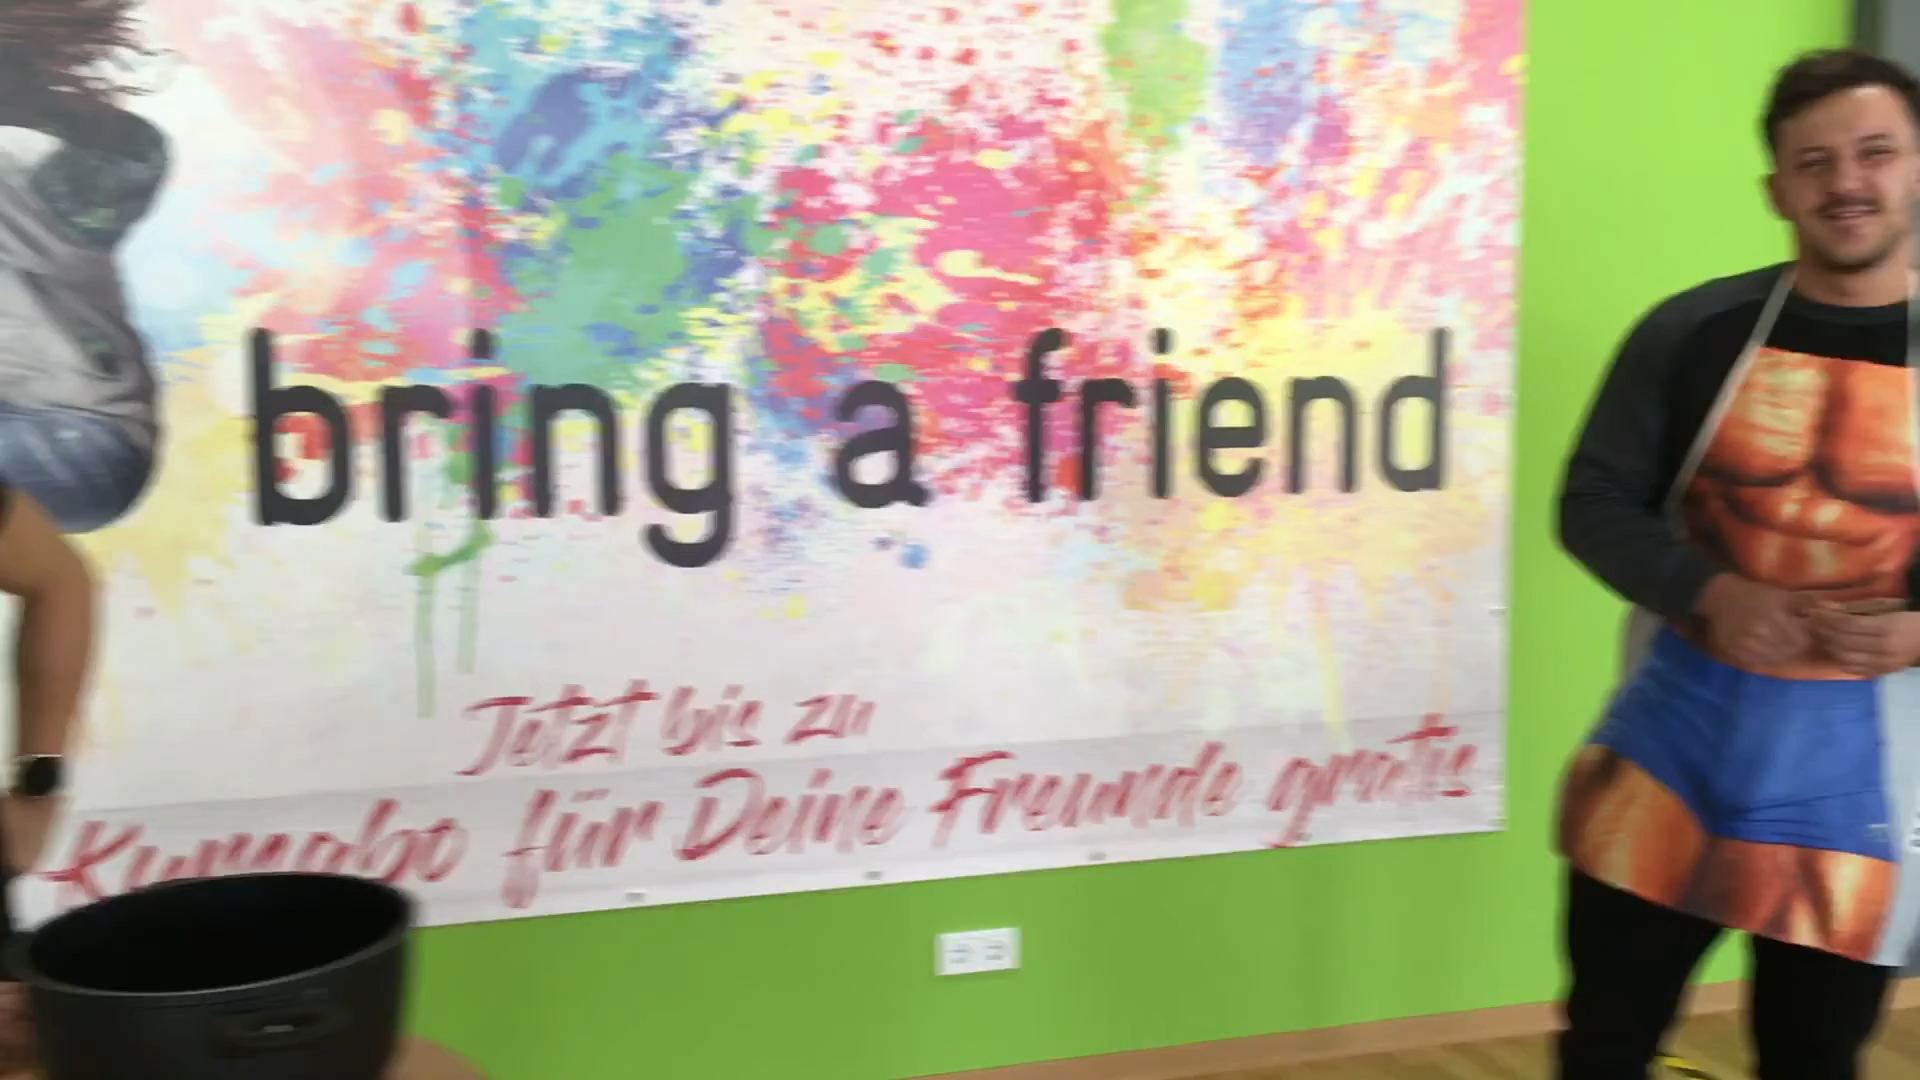 bring a friend
Jetzt bis zu
für Deine Freunde gratis